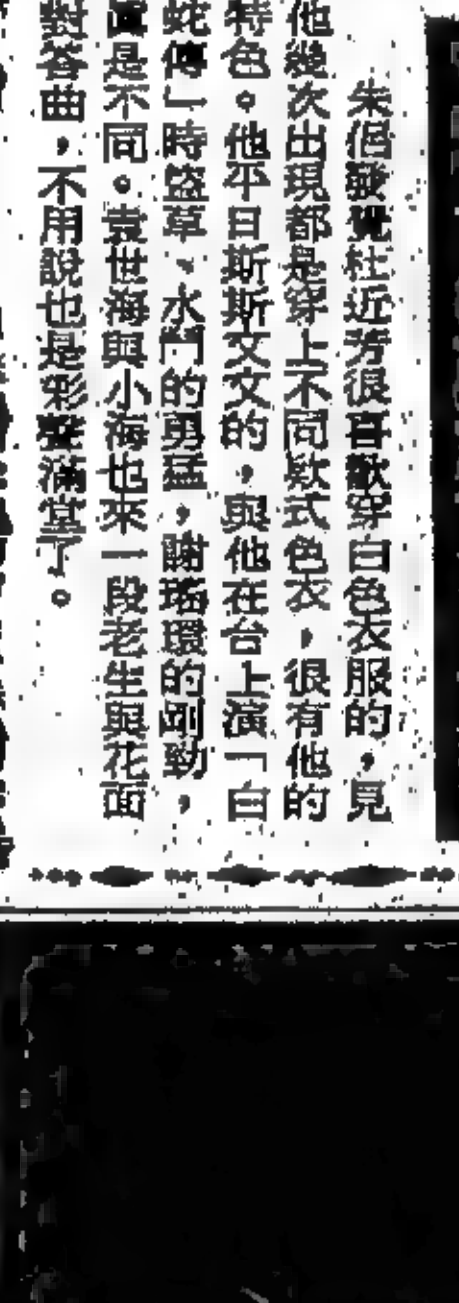 朱侶發覺杜近芳很喜歡穿白色衣服的，見
他幾次出現都是穿上不同欵式色衣，很有他的
特色。他平日斯斯文文的，與他在台上演「白
蛇傳」時盜草、水鬥的勇猛，謝瑤環的剛勁，
眞是不同。袁世海與小海也來一段老生與花面
對答曲，不用說也是彩聲滿堂了。